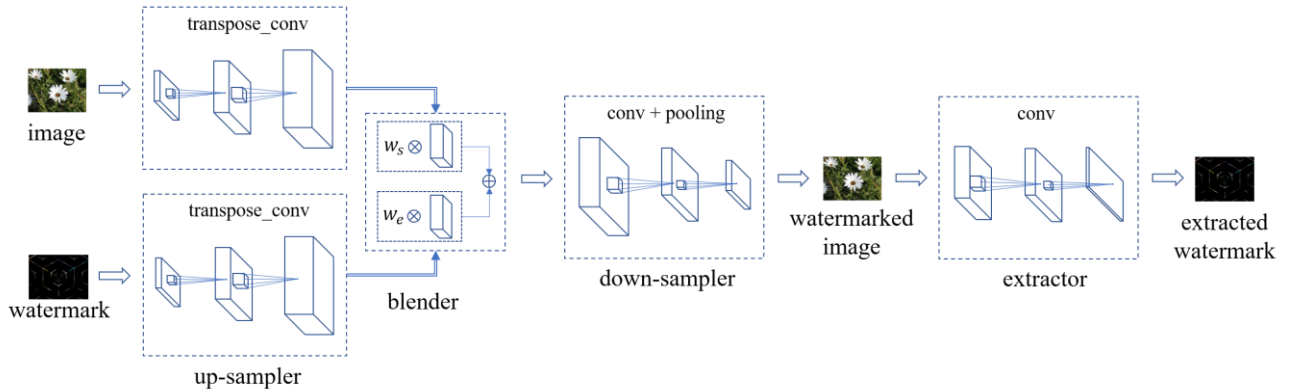 transpose_conv
image
transpose_conv
watermark
up-sampler
w_s ⊗
w_e ⊗
⊕
blender
conv + pooling
down-sampler
watermarked
image
conv
extractor
extracted
watermark